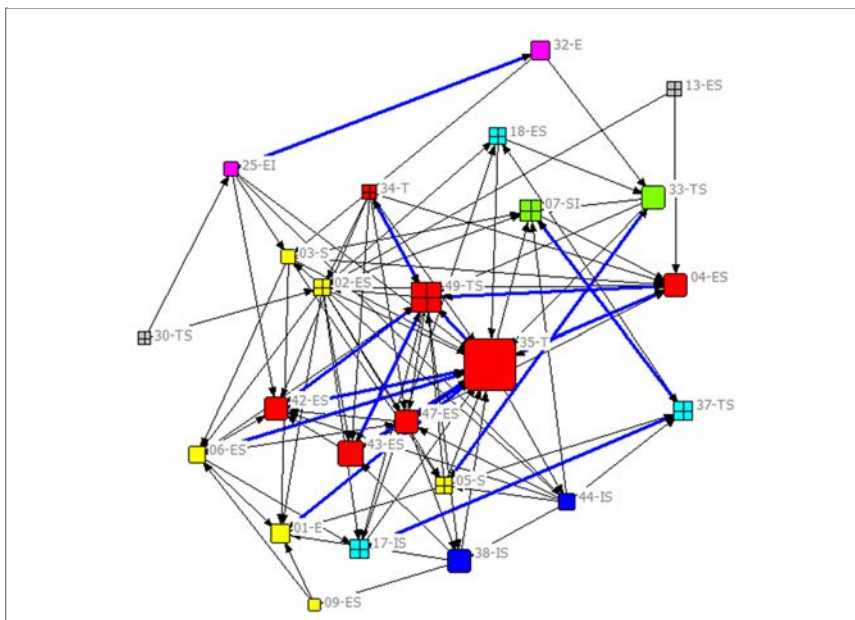 32-E
13-ES
18-ES
25-EI
34-T
33-TS
07-SI
03-S
02-ES
49-TS
04-ES
30-TS
35-T
42-ES
47-ES
37-TS
06-ES
43-ES
05-S
44-IS
01-E
17-IS
38-IS
09-ES